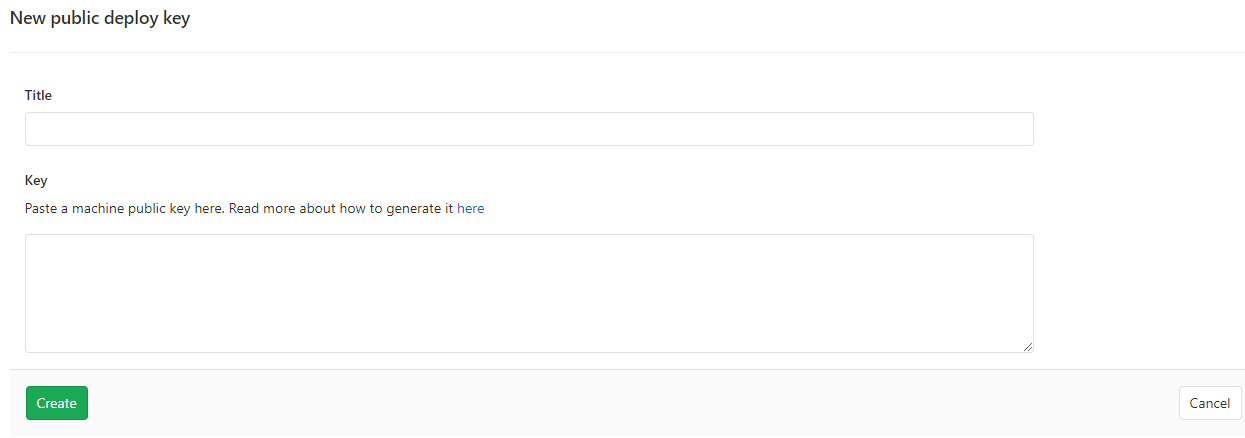 New public deploy key
Title
Key
Paste a machine public key here. Read more about how to generate it here
Create
Cancel